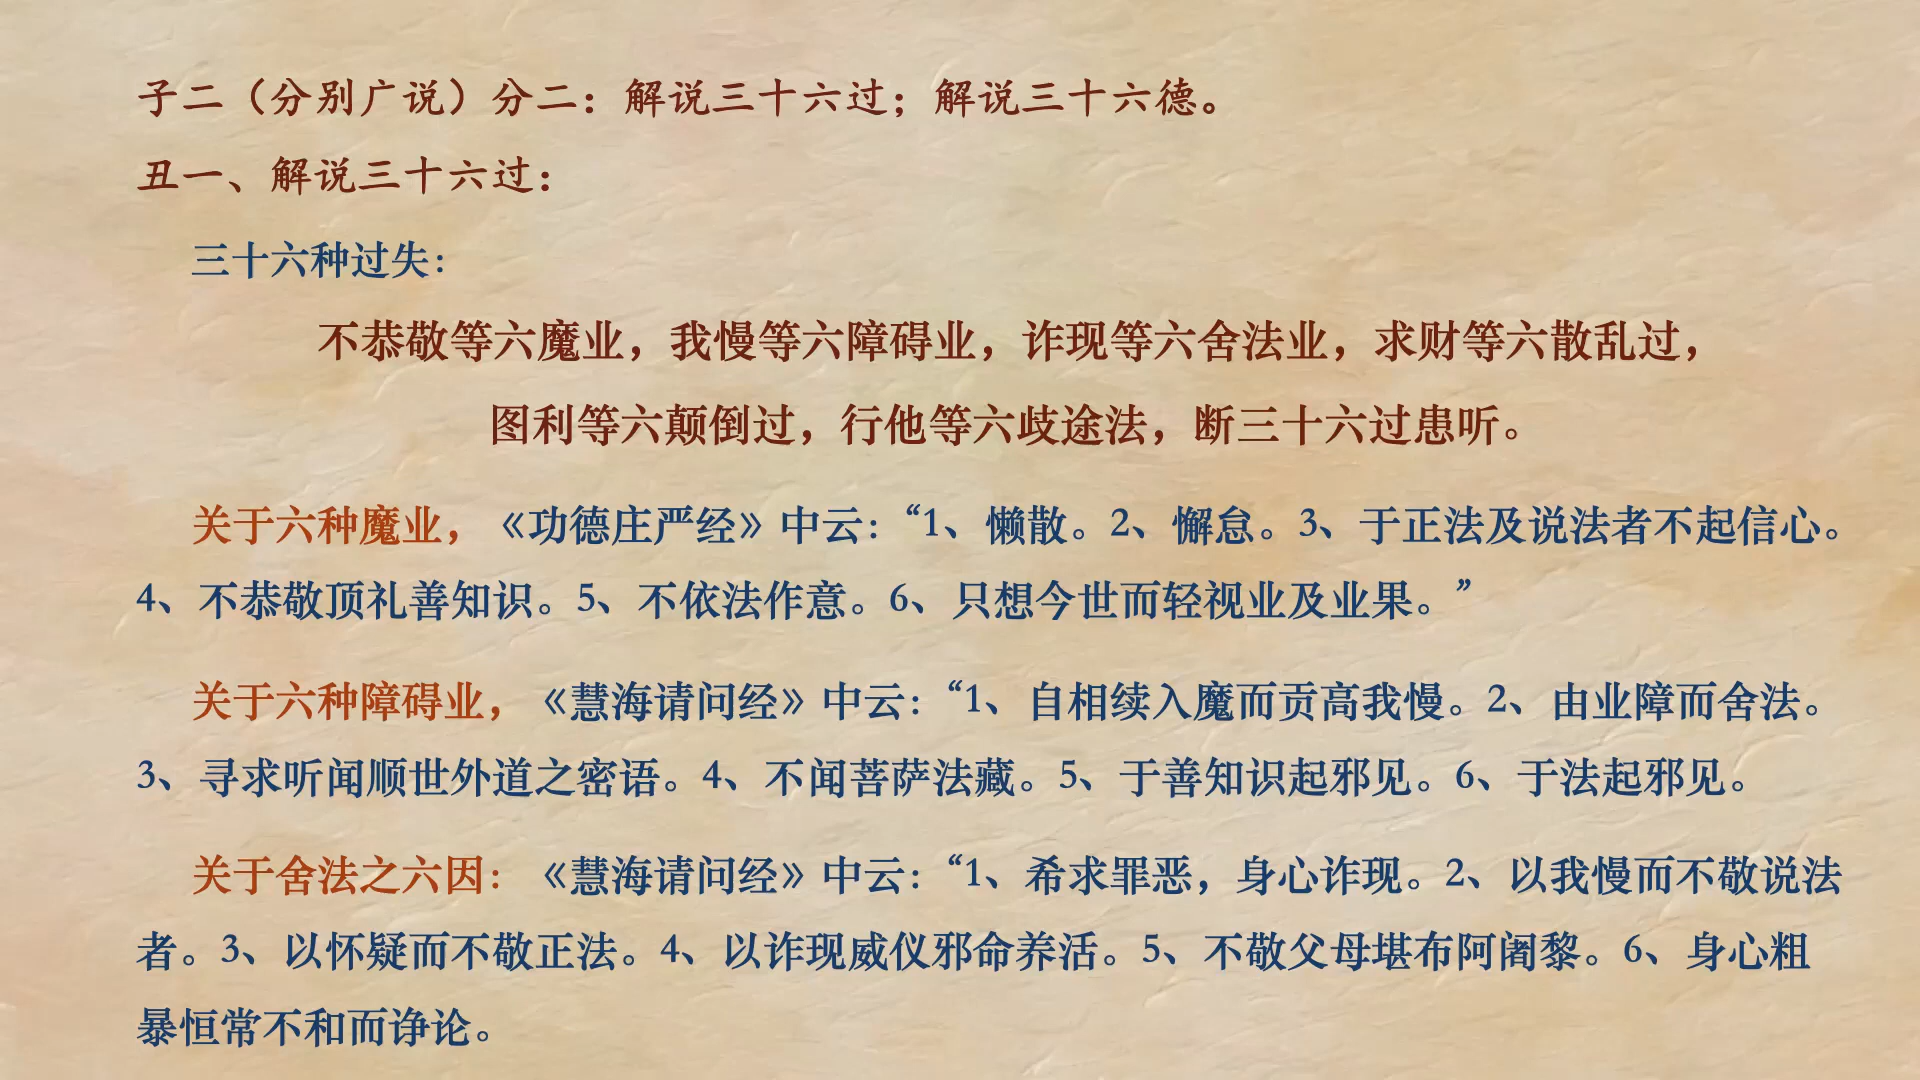 子二（分别广说）分二：解说三十六过；解说三十六德。
丑一、解说三十六过：
三十六种过失：
不恭敬等六魔业，我慢等六障碍业，诈现等六舍法业，求财等六散乱过，
图利等六颠倒过，行他等六歧途法，断三十六过患听。
关于六种魔业，《功德庄严经》中云：“1、懒散。2、懈怠。3、于正法及说法者不起信心。
4、不恭敬顶礼善知识。5、不依法作意。6、只想今世而轻视业及业果。”
关于六种障碍业，《慧海请问经》中云：“1、自相续入魔而贡高我慢。2、由业障而舍法。
3、寻求听闻顺世外道之密语。4、不闻菩萨法藏。5、于善知识起邪见。6、于法起邪见。
关于舍法之六因：《慧海请问经》中云：“1、希求罪恶，身心诈现。2、以我慢而不敬说法
者。3、以怀疑而不敬正法。4、以诈现威仪邪命养活。5、不敬父母堪布阿阇黎。6、身心粗
暴恒常不和而诤论。